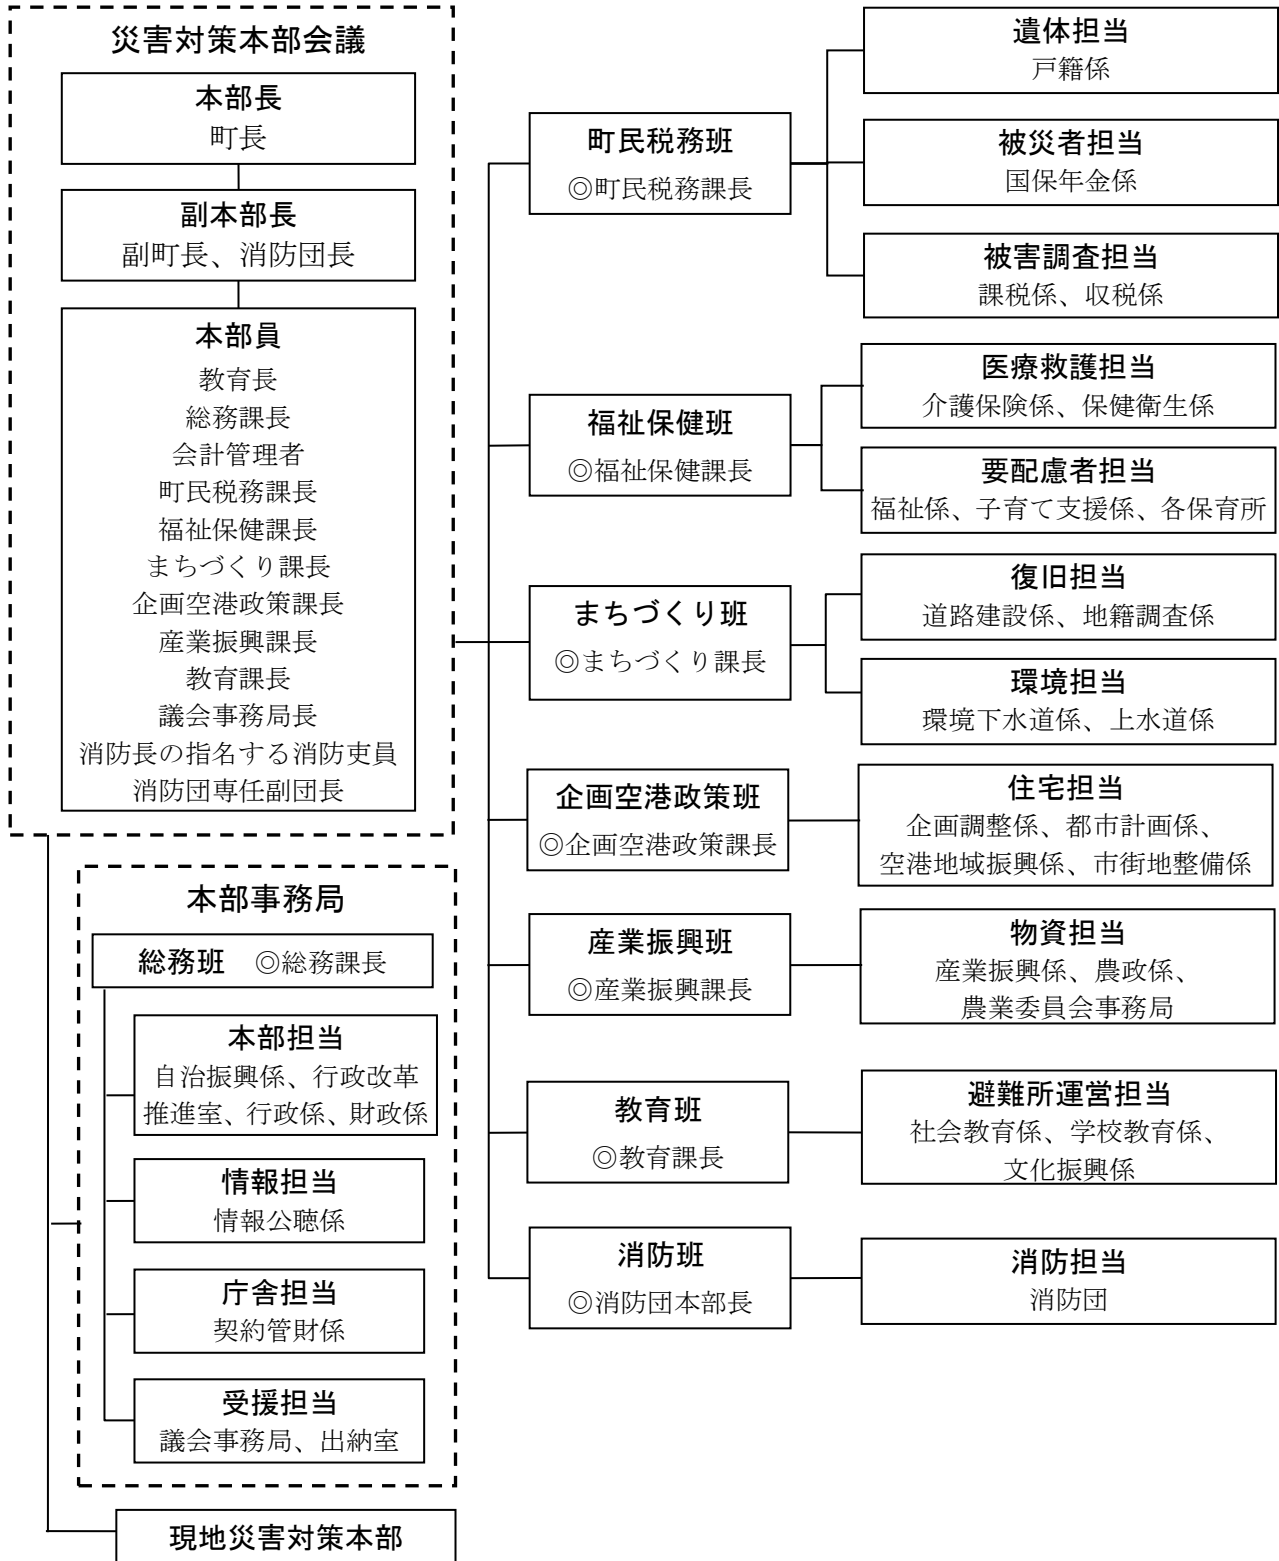 災害対策本部会議
本部長
町長
副本部長
副町長、消防団長
本部員
教育長
総務課長
会計管理者
町民税務課長
福祉保健課長
まちづくり課長
企画空港政策課長
産業振興課長
教育課長
議会事務局長
消防長の指名する消防吏員
消防団専任副団長
本部事務局
総務班 ◎総務課長
本部担当
自治振興係、行政改革
推進室、行政係、財政係
情報担当
情報公聴係
庁舎担当
契約管財係
受援担当
議会事務局、出納室
現地災害対策本部
町民税務班
◎町民税務課長
遺体担当
戸籍係
被災者担当
国保年金係
被害調査担当
課税係、収税係
福祉保健班
◎福祉保健課長
医療救護担当
介護保険係、保健衛生係
要配慮者担当
福祉係、子育て支援係、各保育所
まちづくり班
◎まちづくり課長
復旧担当
道路建設係、地籍調査係
環境担当
環境下水道係、上水道係
企画空港政策班
◎企画空港政策課長
住宅担当
企画調整係、都市計画係、
空港地域振興係、市街地整備係
産業振興班
◎産業振興課長
物資担当
産業振興係、農政係、
農業委員会事務局
教育班
◎教育課長
避難所運営担当
社会教育係、学校教育係、
文化振興係
消防班
◎消防団本部長
消防担当
消防団